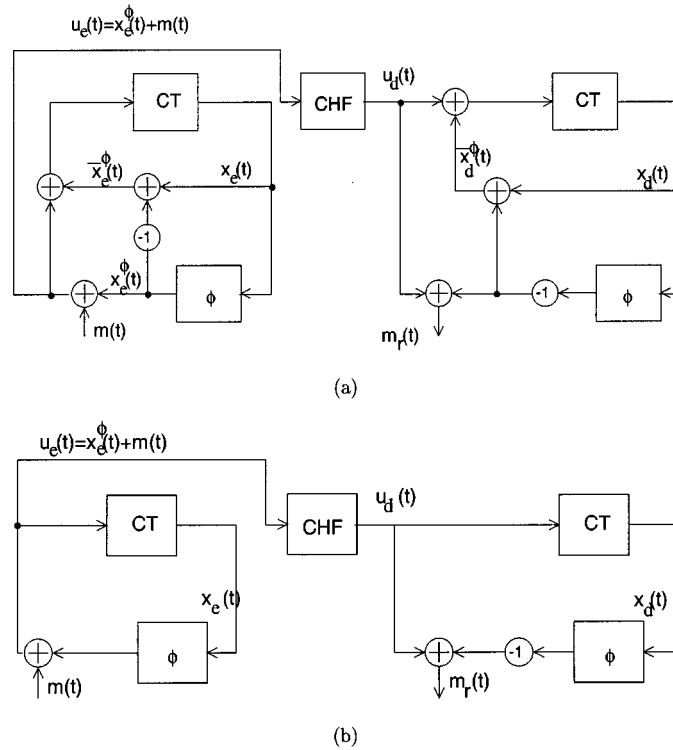 u_e(t)=x_e^ϕ(t)+m(t)
CT
CHF
u_d(t)
CT
x̄_e^ϕ(t)
x_e(t)
x̄_d^ϕ(t)
x_d(t)
-1
x_e^ϕ(t)
ϕ
m(t)
-1
ϕ
m_r(t)
(a)
u_e(t)=x_e^ϕ(t)+m(t)
CT
CHF
u_d(t)
CT
x_e(t)
x_d(t)
ϕ
m(t)
-1
ϕ
m_r(t)
(b)